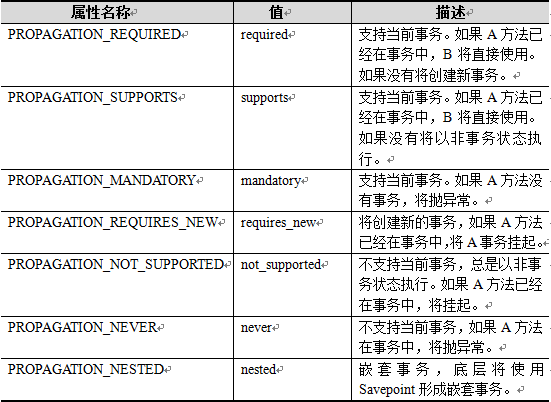 属性名称 值 描述
PROPAGATION_REQUIRED required 支持当前事务。如果 A 方法已
经在事务中，B 将直接使用。
如果没有将创建新事务。
PROPAGATION_SUPPORTS supports 支持当前事务。如果 A 方法已
经在事务中，B 将直接使用。
如果没有将以非事务状态执
行。
PROPAGATION_MANDATORY mandatory 支持当前事务。如果 A 方法没
有事务，将抛异常。
PROPAGATION_REQUIRES_NEW requires_new 将创建新的事务，如果 A 方法
已经在事务中，将 A 事务挂起。
PROPAGATION_NOT_SUPPORTED not_supported 不支持当前事务，总是以非事
务状态执行。如果 A 方法已经
在事务中，将挂起。
PROPAGATION_NEVER never 不支持当前事务，如果 A 方法
在事务中，将抛异常。
PROPAGATION_NESTED nested 嵌套事务，底层将使用
Savepoint 形成嵌套事务。